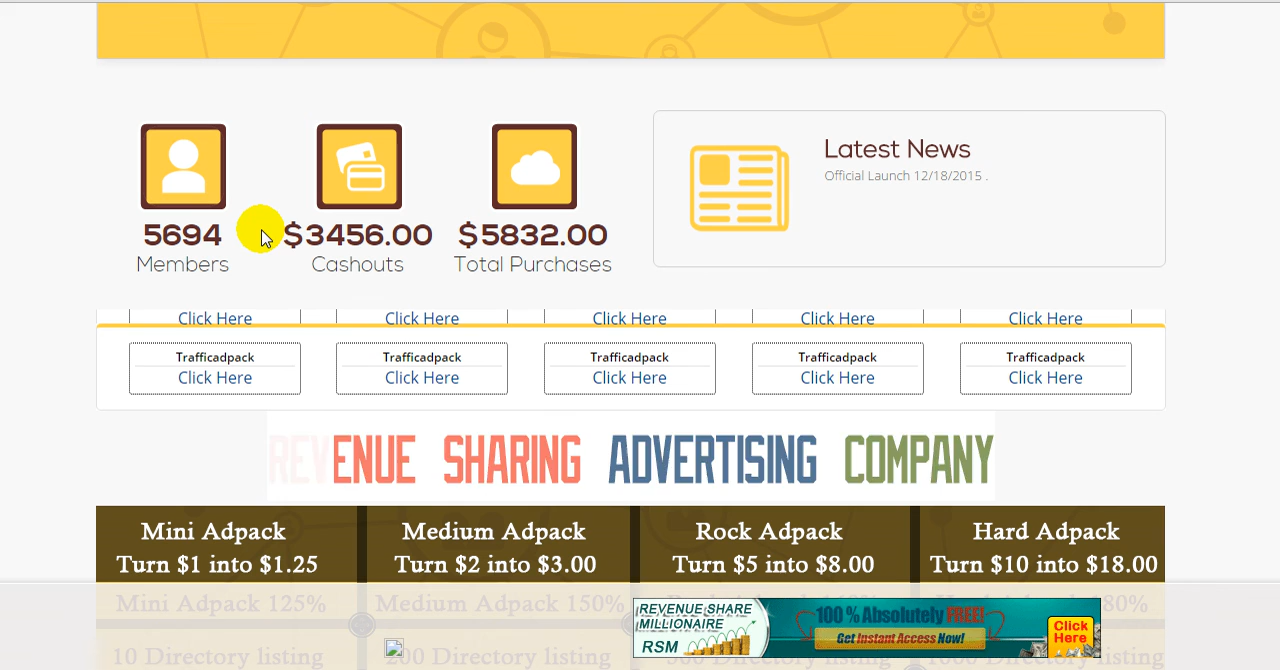 Latest News
Official Launch 12/18/2015 .
5694
$3456.00
$5832.00
Members
Cashouts
Total Purchases
Click Here
Click Here
Click Here
Click Here
Click Here
Trafficadpack
Trafficadpack
Trafficadpack
Trafficadpack
Trafficadpack
Click Here
Click Here
Click Here
Click Here
Click Here
REVENUE SHARING ADVERTISING COMPANY
Mini Adpack
Turn $1 into $1.25
Medium Adpack
Turn $2 into $3.00
Rock Adpack
Turn $5 into $8.00
Hard Adpack
Turn $10 into $18.00
Mini Adpack 125%
Medium Adpack 150%
80%
REVENUE SHARE
MILLIONAIRE
RSM
100% Absolutely FREE!
Get Instant Access Now!
Click
Here
10 Directory listing
Directory listing